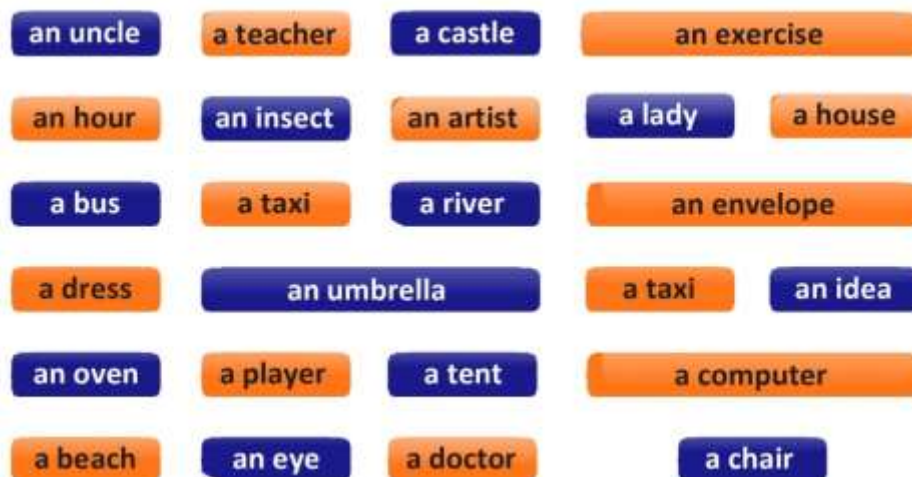 an uncle a teacher a castle an exercise
an hour an insect an artist a lady a house
a bus a taxi a river an envelope
a dress an umbrella a taxi an idea
an oven a player a tent a computer
a beach an eye a doctor a chair